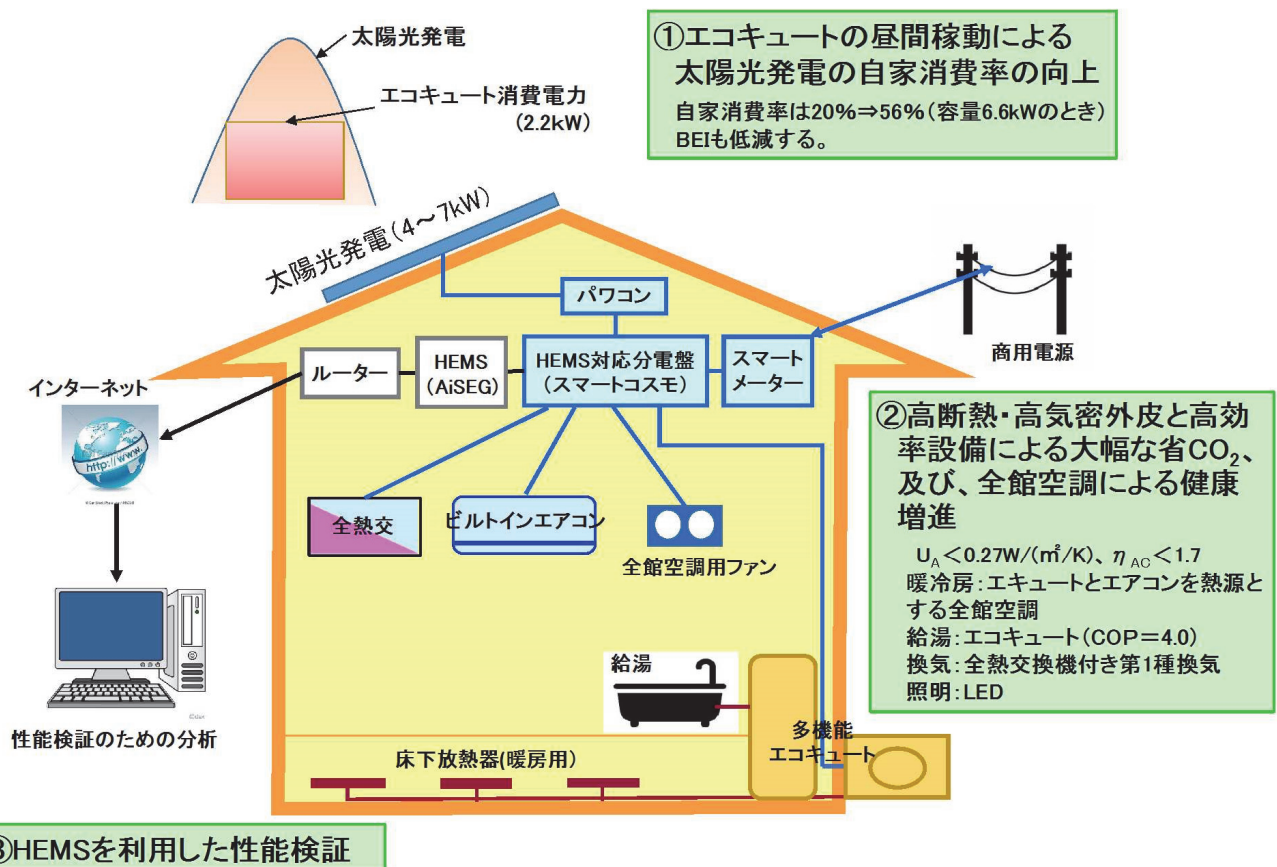 太陽光発電
エコキュート消費電力
(2.2kW)
①エコキュートの昼間稼動による
太陽光発電の自家消費率の向上
自家消費率は20%⇒56%(容量6.6kWのとき)
BEIも低減する。
太陽光発電(4～7kW)
パワコン
商用電源
ルーター
HEMS
(AiSEG)
HEMS対応分電盤
(スマートコスモ)
スマート
メーター
インターネット
http://www.
②高断熱・高気密外皮と高効
率設備による大幅な省CO₂、
及び、全館空調による健康
増進
U_A＜0.27W/(㎡/K)、η_AC＜1.7
暖冷房：エキュートとエアコンを熱源と
する全館空調
給湯：エコキュート(COP＝4.0)
換気：全熱交換機付き第1種換気
照明：LED
全熱交
ビルトインエアコン
全館空調用ファン
給湯
多機能
エコキュート
性能検証のための分析
床下放熱器(暖房用)
③HEMSを利用した性能検証